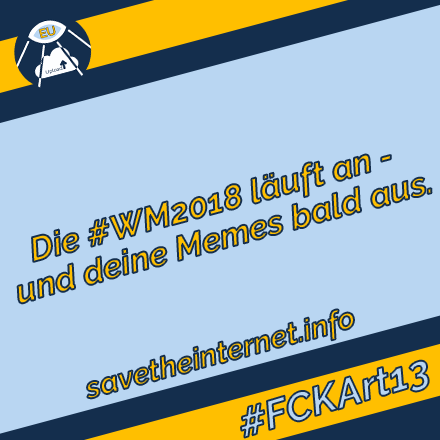 EU
Upload
Die #WM2018 läuft an -
und deine Memes bald aus.
savetheinternet.info
#FCKArt13